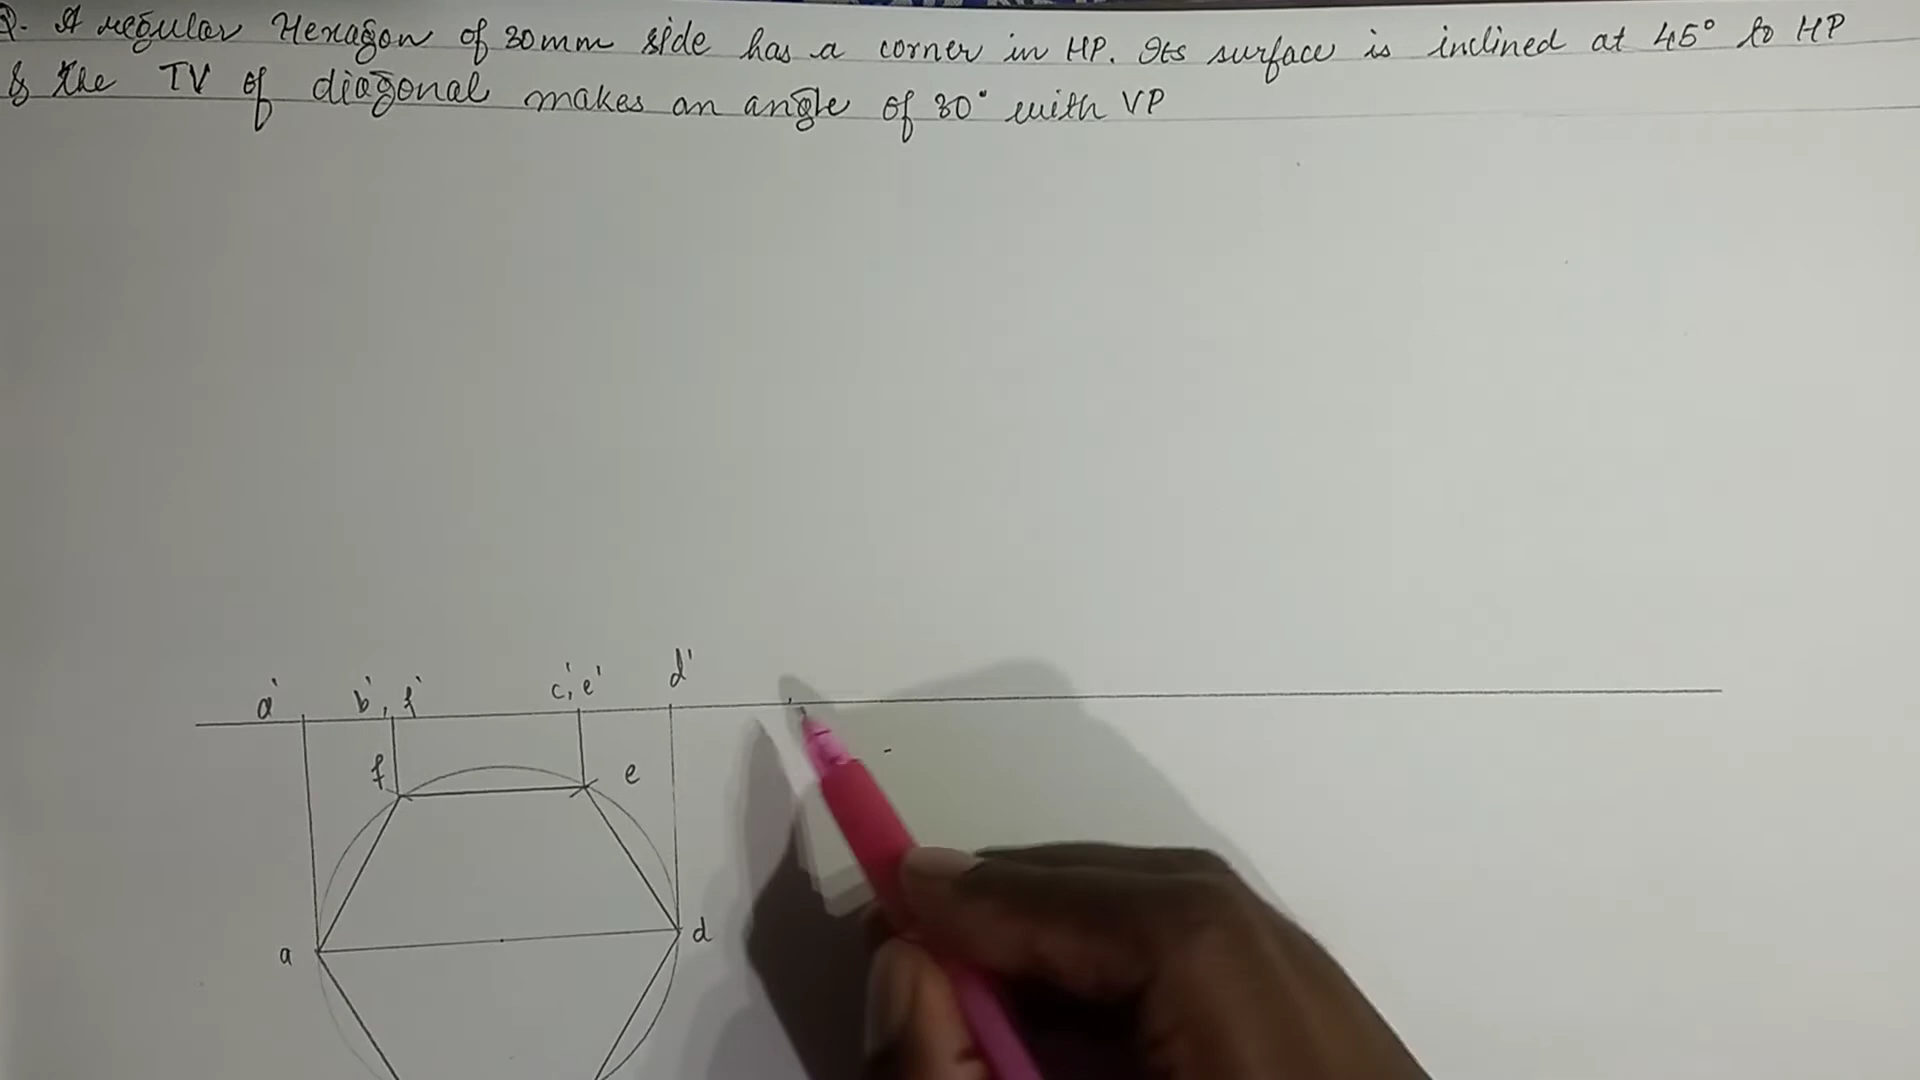 Q. A regular Hexagon of 30mm side has a corner in HP. Its surface is inclined at 45° to HP
& the TV of diagonal makes an angle of 30° with VP
a' b', f' c', e' d'
f e
a d